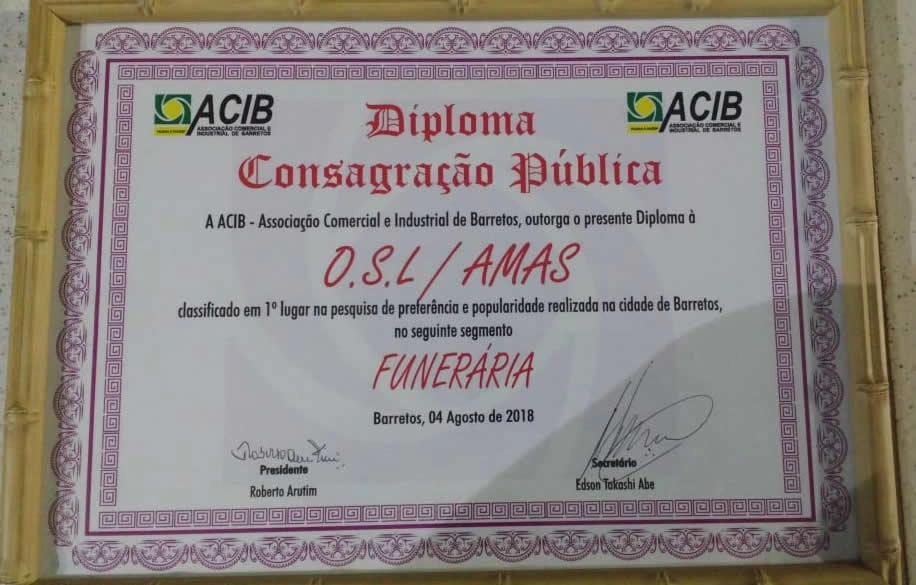 ACIB
ASSOCIAÇÃO COMERCIAL E
INDUSTRIAL DE BARRETOS
ACIB
ASSOCIAÇÃO COMERCIAL E
INDUSTRIAL DE BARRETOS
Diploma
Consagração Pública
A ACIB - Associação Comercial e Industrial de Barretos, outorga o presente Diploma à
O.S.L / AMAS
classificado em 1º lugar na pesquisa de preferência e popularidade realizada na cidade de Barretos,
no seguinte segmento
FUNERÁRIA
Barretos, 04 Agosto de 2018
Presidente
Roberto Arutim
Secretário
Edson Takashi Abe